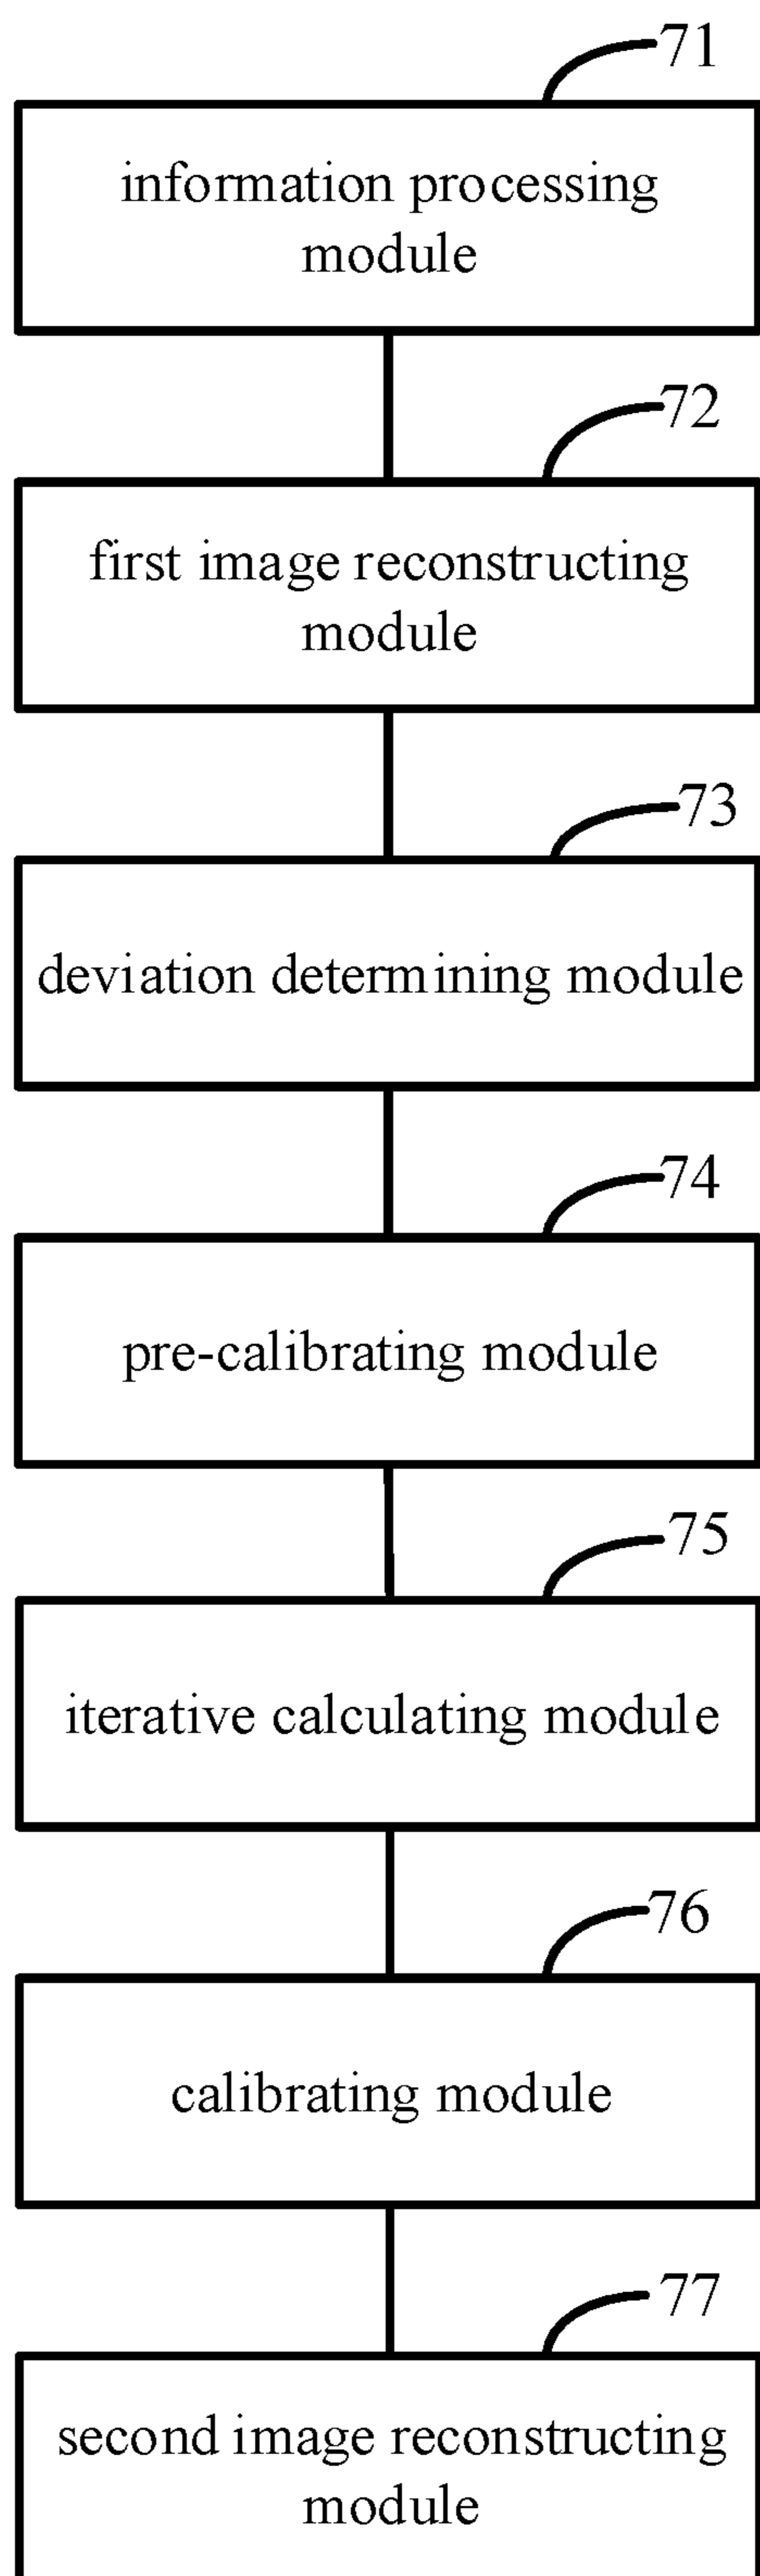 71
information processing
module
72
first image reconstructing
module
73
deviation determining module
74
pre-calibrating module
75
iterative calculating module
76
calibrating module
77
second image reconstructing
module